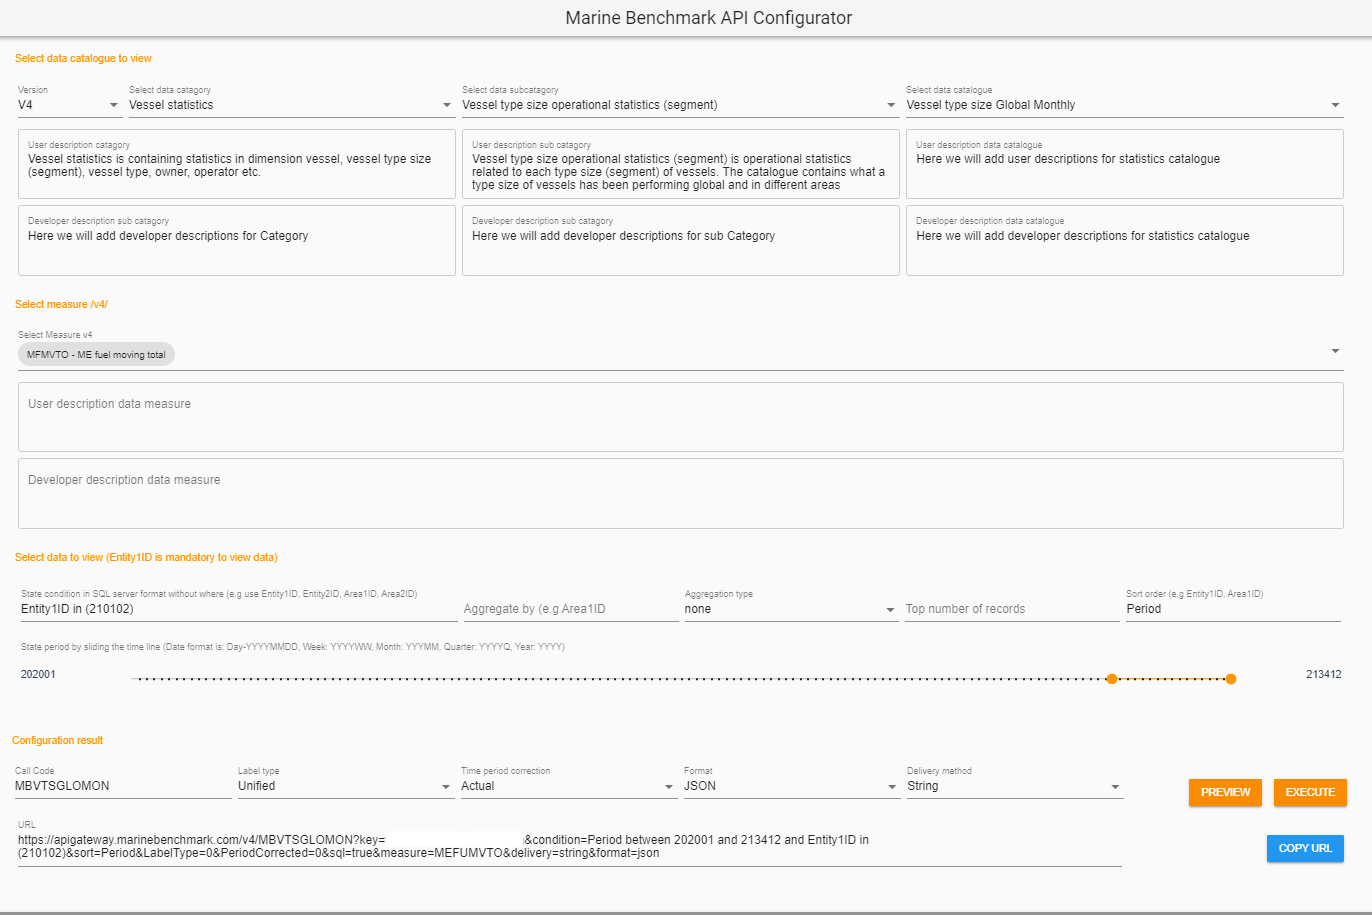 Marine Benchmark API Configurator
Select data catalogue to view
Version
V4
Select data catagory
Vessel statistics
Select data subcatagory
Vessel type size operational statistics (segment)
Select data catalogue
Vessel type size Global Monthly
User description catagory
Vessel statistics is containing statistics in dimension vessel, vessel type size
(segment), vessel type, owner, operator etc.
User description sub catagory
Vessel type size operational statistics (segment) is operational statistics
related to each type size (segment) of vessels. The catalogue contains what a
type size of vessels has been performing global and in different areas
User description data catalogue
Here we will add user descriptions for statistics catalogue
Developer description sub catagory
Here we will add developer descriptions for Category
Developer description sub category
Here we will add developer descriptions for sub Category
Developer description data catalogue
Here we will add developer descriptions for statistics catalogue
Select measure /v4/
Select Measure v4
MFMVTO - ME fuel moving total
User description data measure
Developer description data measure
Select data to view (Entity1ID is mandatory to view data)
State condition in SQL server format without where (e.g use Entity1ID, Entity2ID, Area1ID, Area2ID)
Entity1ID in (210102)
Aggregate by (e.g Area1ID
Aggregation type
none
Top number of records
Sort order (e.g Entity1ID, Area1ID)
Period
State period by sliding the time line (Date format is: Day-YYYYMMDD, Week: YYYYWW, Month: YYYMM, Quarter: YYYYQ, Year: YYYY)
202001
213412
Configuration result
Call Code
MBVTSGLOMON
Label type
Unified
Time period correction
Actual
Format
JSON
Delivery method
String
PREVIEW
EXECUTE
URL
https://apigateway.marinebenchmark.com/v4/MBVTSGLOMON?key= &condition=Period between 202001 and 213412 and Entity1ID in
(210102)&sort=Period&LabelType=0&PeriodCorrected=0&sql=true&measure=MEFUMVTO&delivery=string&format=json
COPY URL